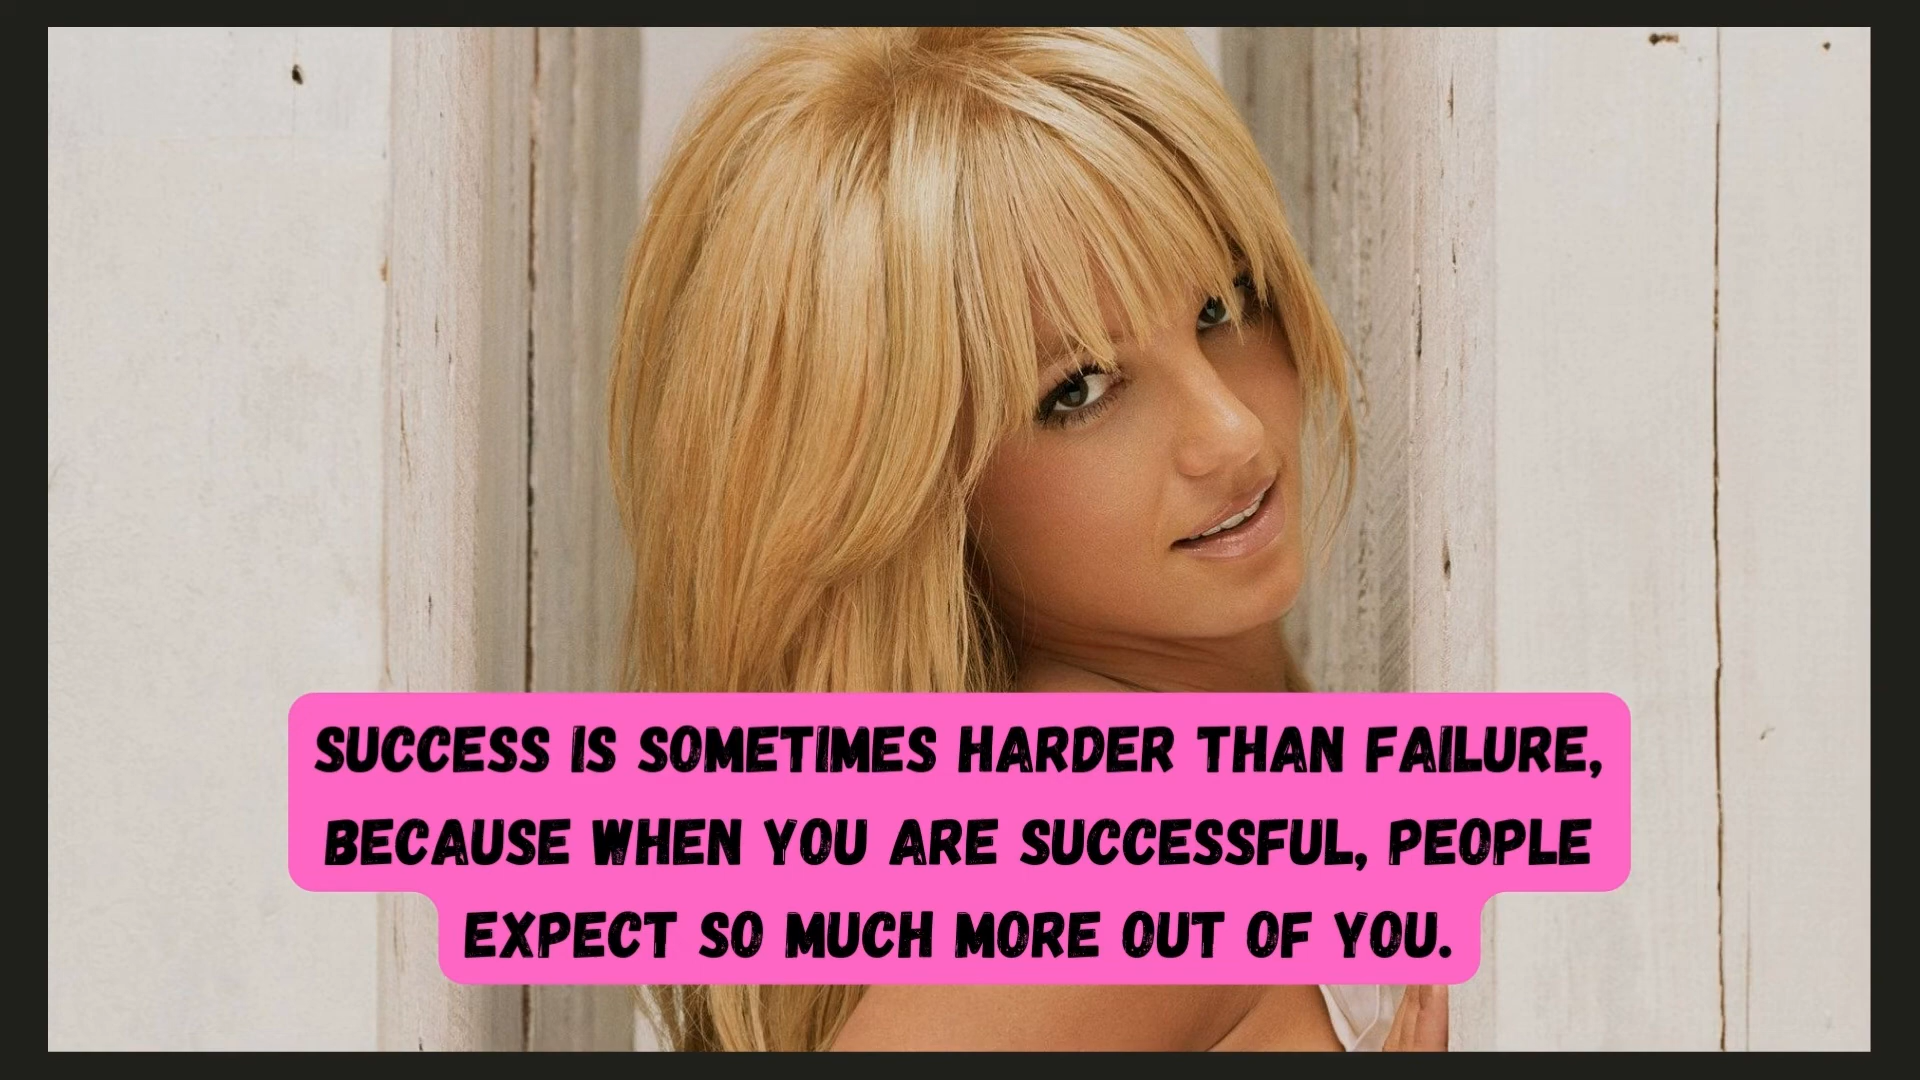 SUCCESS IS SOMETIMES HARDER THAN FAILURE,
BECAUSE WHEN YOU ARE SUCCESSFUL, PEOPLE
EXPECT SO MUCH MORE OUT OF YOU.